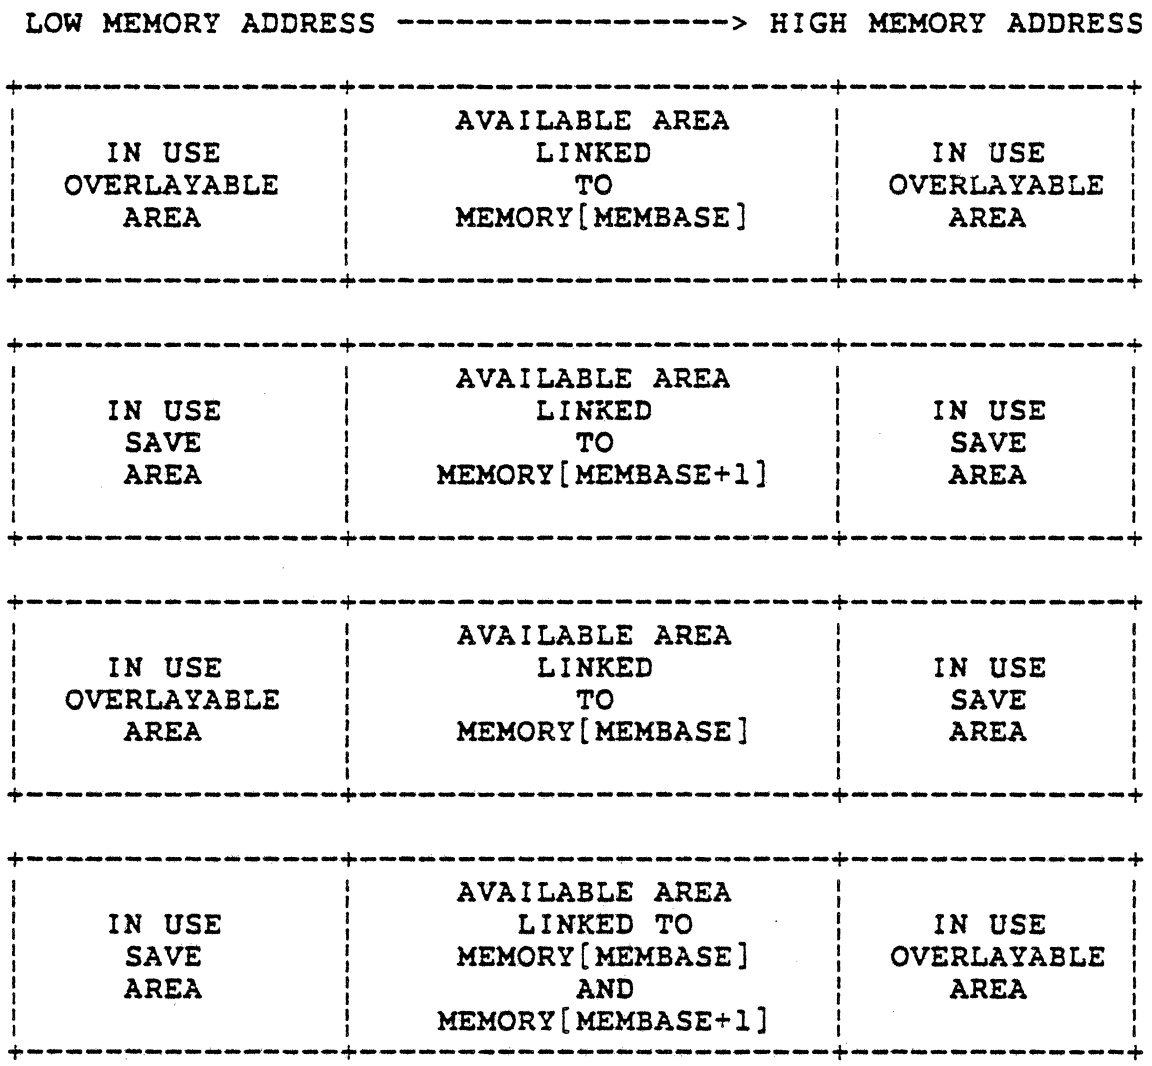 LOW MEMORY ADDRESS -----------------> HIGH MEMORY ADDRESS
AVAILABLE AREA
IN USE LINKED IN USE
OVERLAYABLE TO OVERLAYABLE
AREA MEMORY[MEMBASE] AREA
AVAILABLE AREA
IN USE LINKED IN USE
SAVE TO SAVE
AREA MEMORY[MEMBASE+1] AREA
AVAILABLE AREA
IN USE LINKED IN USE
OVERLAYABLE TO SAVE
AREA MEMORY[MEMBASE] AREA
AVAILABLE AREA
IN USE LINKED TO IN USE
SAVE MEMORY[MEMBASE] OVERLAYABLE
AREA AND AREA
MEMORY[MEMBASE+1]